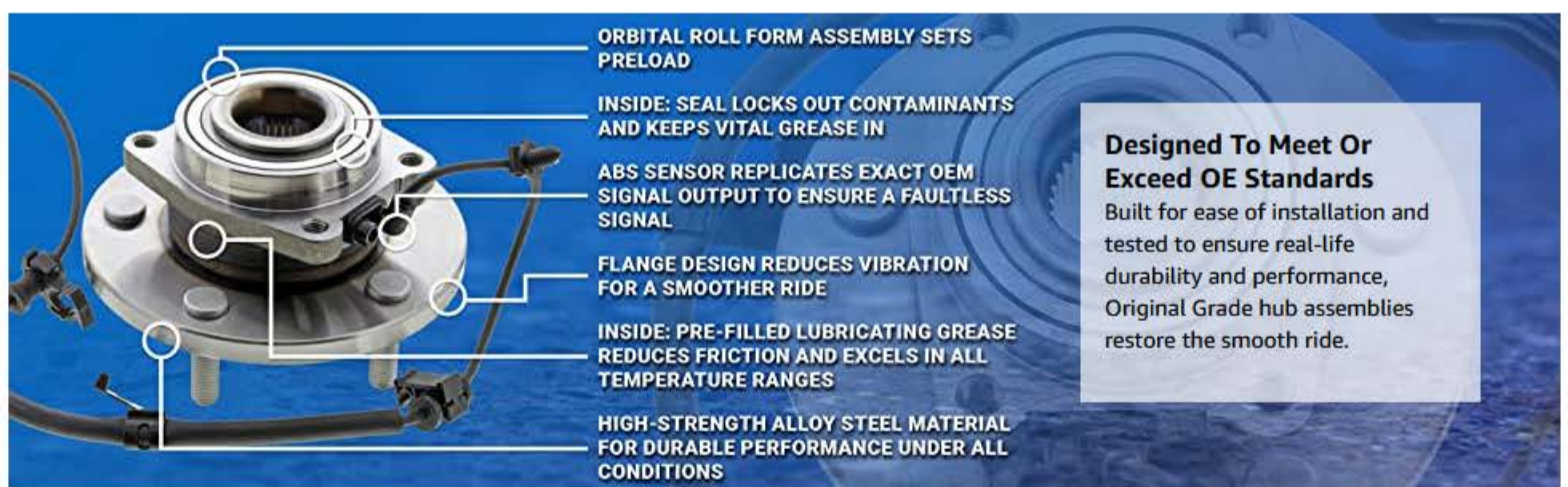 ORBITAL ROLL FORM ASSEMBLY SETS
PRELOAD
INSIDE: SEAL LOCKS OUT CONTAMINANTS
AND KEEPS VITAL GREASE IN
ABS SENSOR REPLICATES EXACT OEM
SIGNAL OUTPUT TO ENSURE A FAULTLESS
SIGNAL
FLANGE DESIGN REDUCES VIBRATION
FOR A SMOOTHER RIDE
INSIDE: PRE-FILLED LUBRICATING GREASE
REDUCES FRICTION AND EXCELS IN ALL
TEMPERATURE RANGES
HIGH-STRENGTH ALLOY STEEL MATERIAL
FOR DURABLE PERFORMANCE UNDER ALL
CONDITIONS
Designed To Meet Or
Exceed OE Standards
Built for ease of installation and
tested to ensure real-life
durability and performance,
Original Grade hub assemblies
restore the smooth ride.